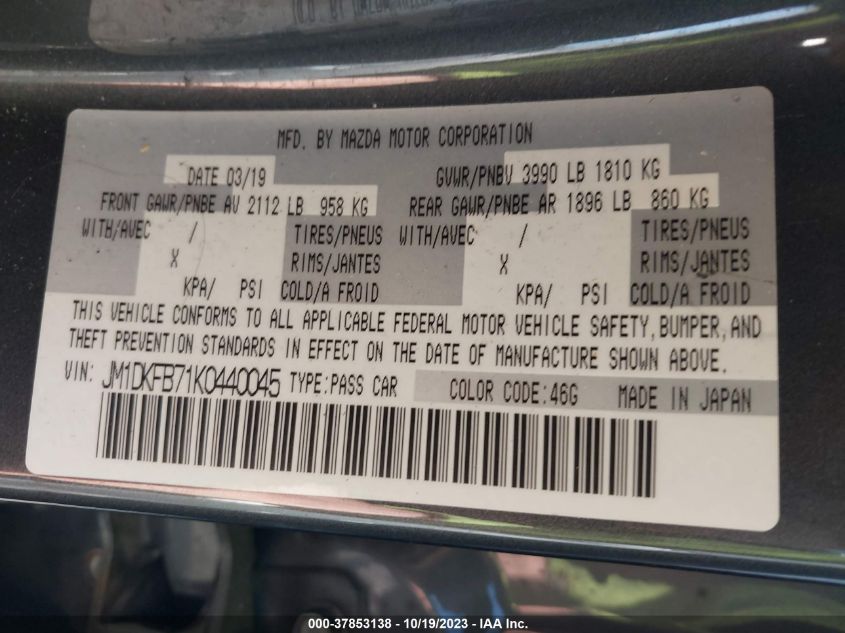 MFD. BY MAZDA MOTOR CORPORATION
DATE 03/19 GVWR/PNBV 3990 LB 1810 KG
FRONT GAWR/PNBE AV 2112 LB 958 KG REAR GAWR/PNBE AR 1896 LB 860 KG
WITH/AVEC / TIRES/PNEUS WITH/AVEC / TIRES/PNEUS
X RIMS/JANTES X RIMS/JANTES
KPA/ PSI COLD/A FROID KPA/ PSI COLD/A FROID
THIS VEHICLE CONFORMS TO ALL APPLICABLE FEDERAL MOTOR VEHICLE SAFETY, BUMPER, AND
THEFT PREVENTION STANDARDS IN EFFECT ON THE DATE OF MANUFACTURE SHOWN ABOVE.
VIN: JM1DKFB71K0440045 TYPE:PASS CAR COLOR CODE:46G MADE IN JAPAN
000-37853138 - 10/19/2023 - IAA Inc.